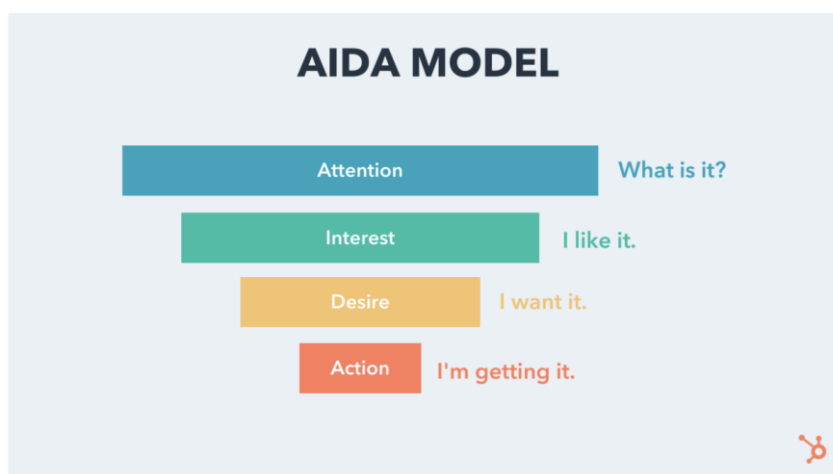 AIDA MODEL
Attention What is it?
Interest I like it.
Desire I want it.
Action I'm getting it.